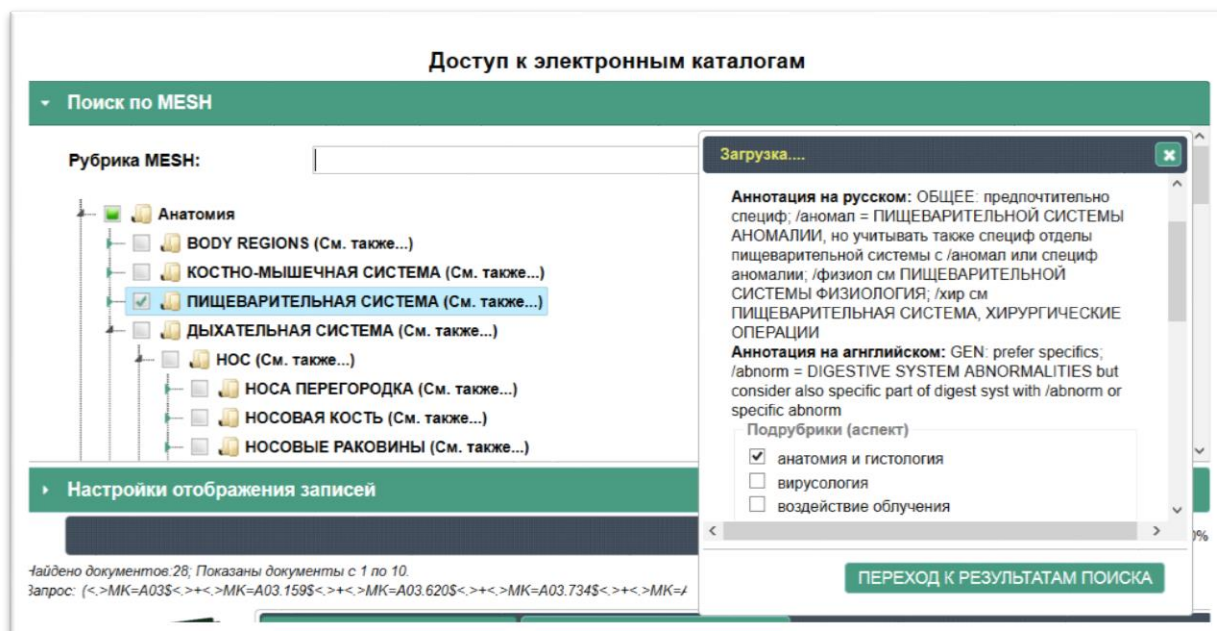 Доступ к электронным каталогам
Поиск по MESH
Рубрика MESH:
Анатомия
BODY REGIONS (См. также...)
КОСТНО-МЫШЕЧНАЯ СИСТЕМА (См. также...)
ПИЩЕВАРИТЕЛЬНАЯ СИСТЕМА (См. также...)
ДЫХАТЕЛЬНАЯ СИСТЕМА (См. также...)
НОС (См. также...)
НОСА ПЕРЕГОРОДКА (См. также...)
НОСОВАЯ КОСТЬ (См. также...)
НОСОВЫЕ РАКОВИНЫ (См. также...)
Загрузка....
Аннотация на русском: ОБЩЕЕ: предпочтительно
специф; /аномал = ПИЩЕВАРИТЕЛЬНОЙ СИСТЕМЫ
АНОМАЛИИ, но учитывать также специф отделы
пищеварительной системы с /аномал или специф
аномалии; /физиол см ПИЩЕВАРИТЕЛЬНОЙ
СИСТЕМЫ ФИЗИОЛОГИЯ; /хир см
ПИЩЕВАРИТЕЛЬНАЯ СИСТЕМА, ХИРУРГИЧЕСКИЕ
ОПЕРАЦИИ
Аннотация на агнглийском: GEN: prefer specifics;
/abnorm = DIGESTIVE SYSTEM ABNORMALITIES but
consider also specific part of digest syst with /abnorm or
specific abnorm
Подрубрики (аспект)
анатомия и гистология
вирусология
воздействие облучения
ПЕРЕХОД К РЕЗУЛЬТАТАМ ПОИСКА
Настройки отображения записей
Найдено документов:28; Показаны документы с 1 по 10.
Запрос: (<.>MK=A03$<.>+<.>MK=A03.159$<.>+<.>MK=A03.620$<.>+<.>MK=A03.734$<.>+<.>MK=